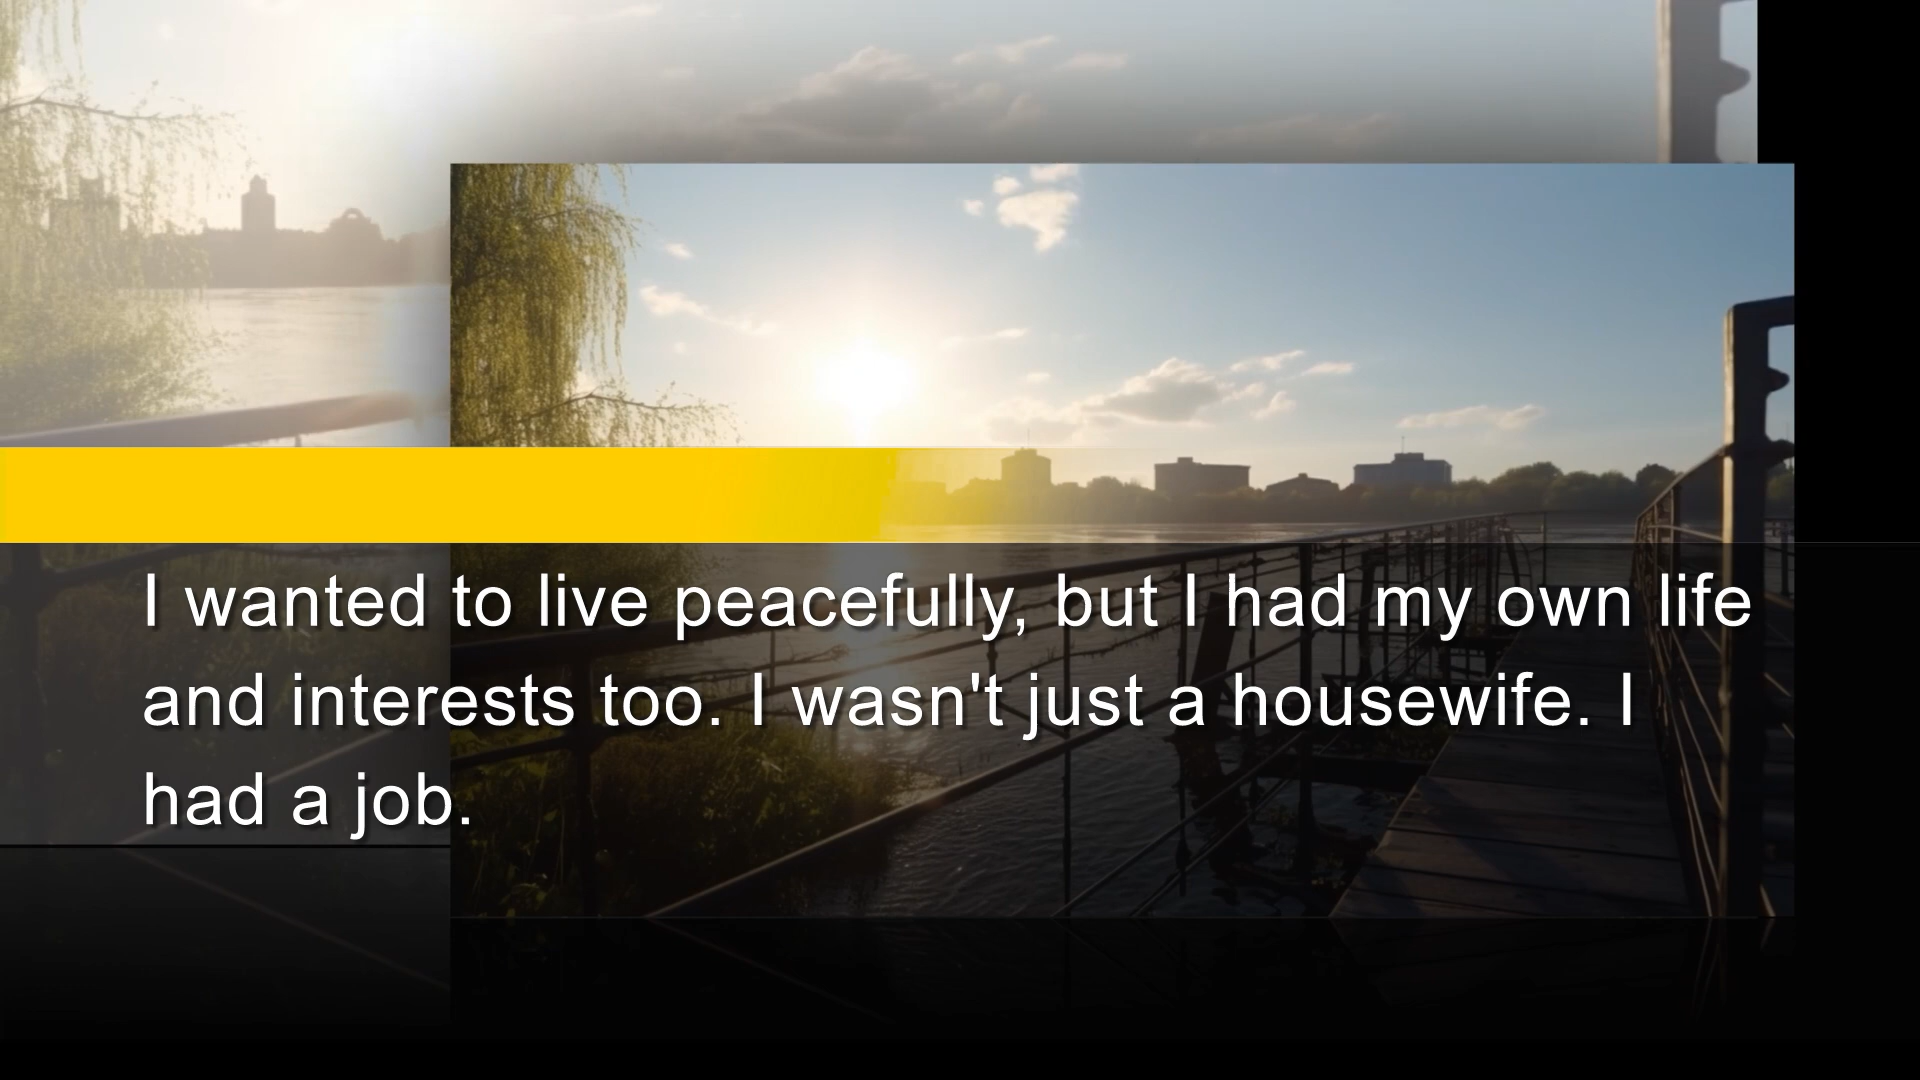 I wanted to live peacefully, but I had my own life
and interests too. I wasn't just a housewife. I
had a job.